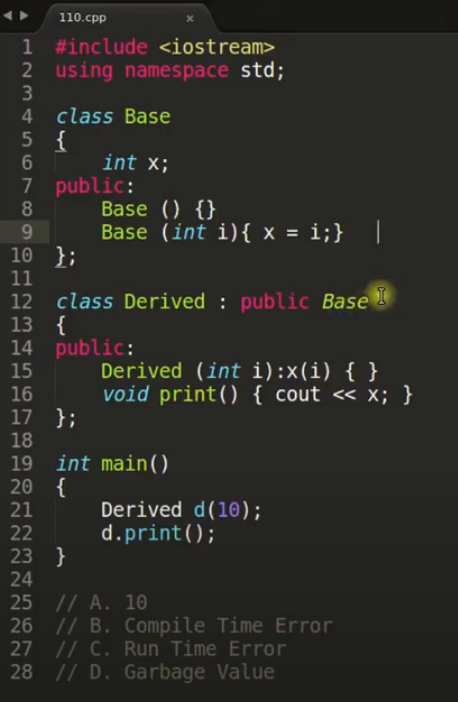 110.cpp
1 #include <iostream>
2 using namespace std;
3
4 class Base
5 {
6     int x;
7 public:
8     Base () {}
9     Base (int i){ x = i;}
10 };
11
12 class Derived : public Base
13 {
14 public:
15     Derived (int i):x(i) { }
16     void print() { cout << x; }
17 };
18
19 int main()
20 {
21     Derived d(10);
22     d.print();
23 }
24
25 // A. 10
26 // B. Compile Time Error
27 // C. Run Time Error
28 // D. Garbage Value